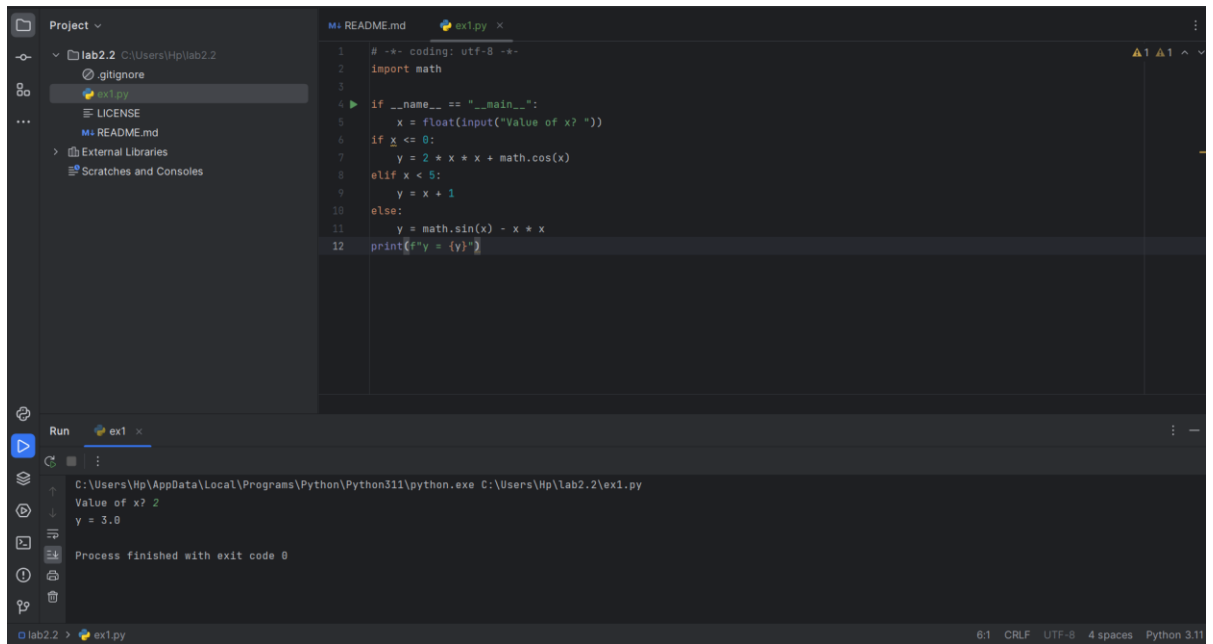 Project
lab2.2 C:\Users\Hp\lab2.2
.gitignore
ex1.py
LICENSE
M↓ README.md
External Libraries
Scratches and Consoles
M↓ README.md ex1.py
1 # -*- coding: utf-8 -*-
2 import math
3
4 if __name__ == "__main__":
5     x = float(input("Value of x? "))
6 if x <= 0:
7     y = 2 * x * x + math.cos(x)
8 elif x < 5:
9     y = x + 1
10 else:
11     y = math.sin(x) - x * x
12 print(f"y = {y}")
1 1
Run ex1
C:\Users\Hp\AppData\Local\Programs\Python\Python311\python.exe C:\Users\Hp\lab2.2\ex1.py
Value of x? 2
y = 3.0
Process finished with exit code 0
lab2.2 > ex1.py 6:1 CRLF UTF-8 4 spaces Python 3.11